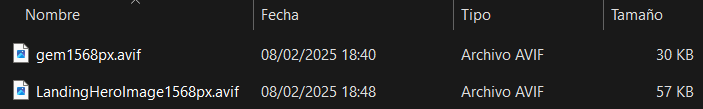 Nombre Fecha Tipo Tamaño
gem1568px.avif 08/02/2025 18:40 Archivo AVIF 30 KB
LandingHeroImage1568px.avif 08/02/2025 18:48 Archivo AVIF 57 KB